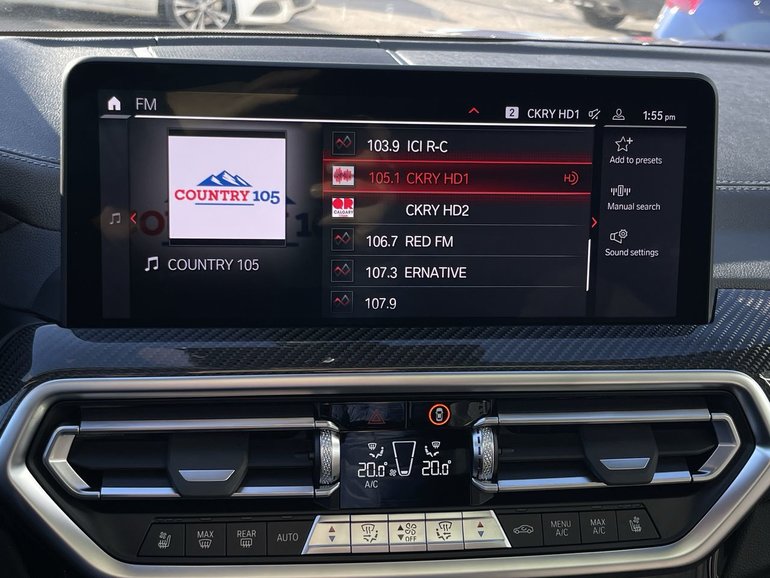 FM
2 CKRY HD1 1:55 pm
COUNTRY 105
COUNTRY 105
103.9 ICI R-C
105.1 CKRY HD1
CKRY HD2
106.7 RED FM
107.3 ERNATIVE
107.9
Add to presets
Manual search
Sound settings
20.0° 20.0°
A/C
MAX
REAR
AUTO
OFF
MENU A/C
MAX A/C